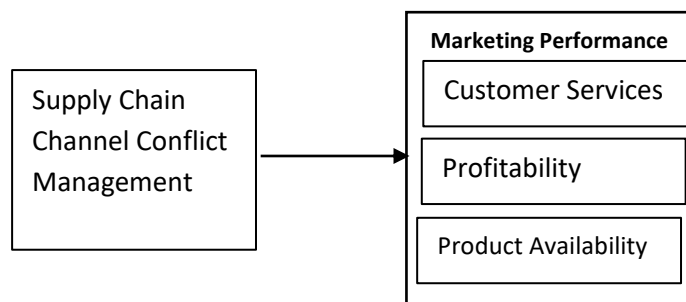 Supply Chain
Channel Conflict
Management
Marketing Performance
Customer Services
Profitability
Product Availability